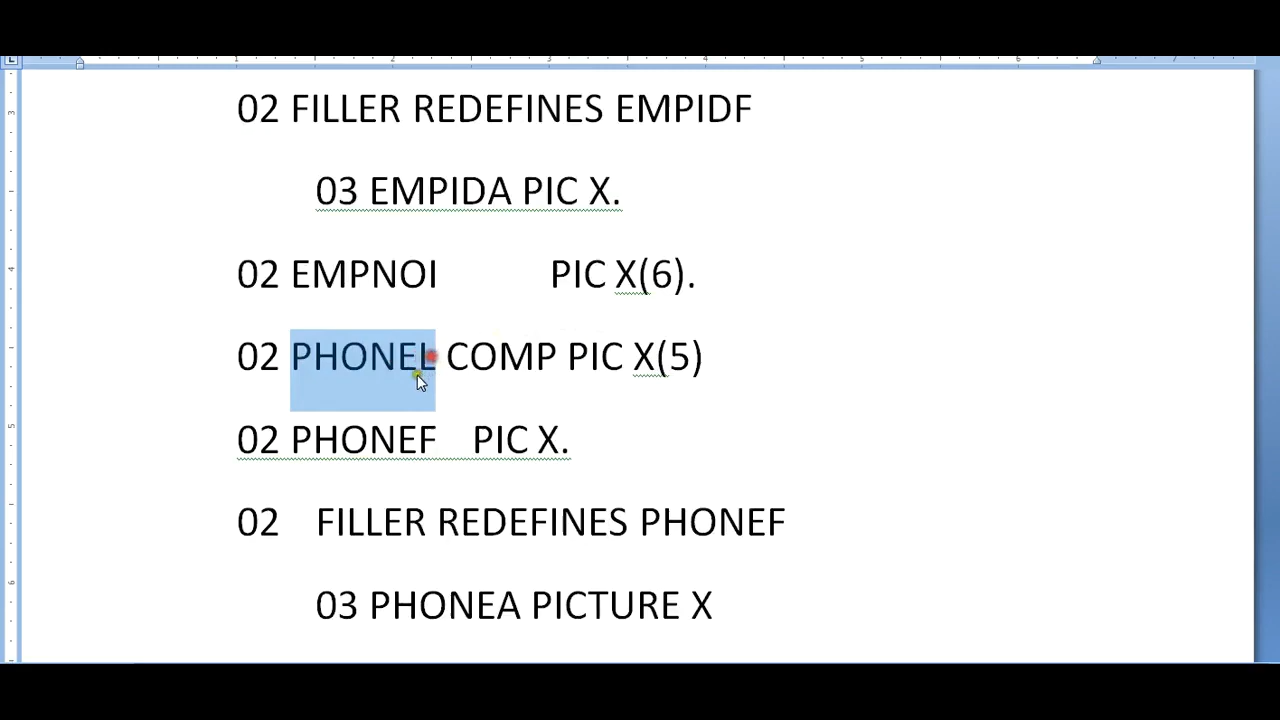 02 FILLER REDEFINES EMPIDF
03 EMPIDA PIC X.
02 EMPNOI PIC X(6).
02 PHONEL COMP PIC X(5)
02 PHONEF PIC X.
02 FILLER REDEFINES PHONEF
03 PHONEA PICTURE X